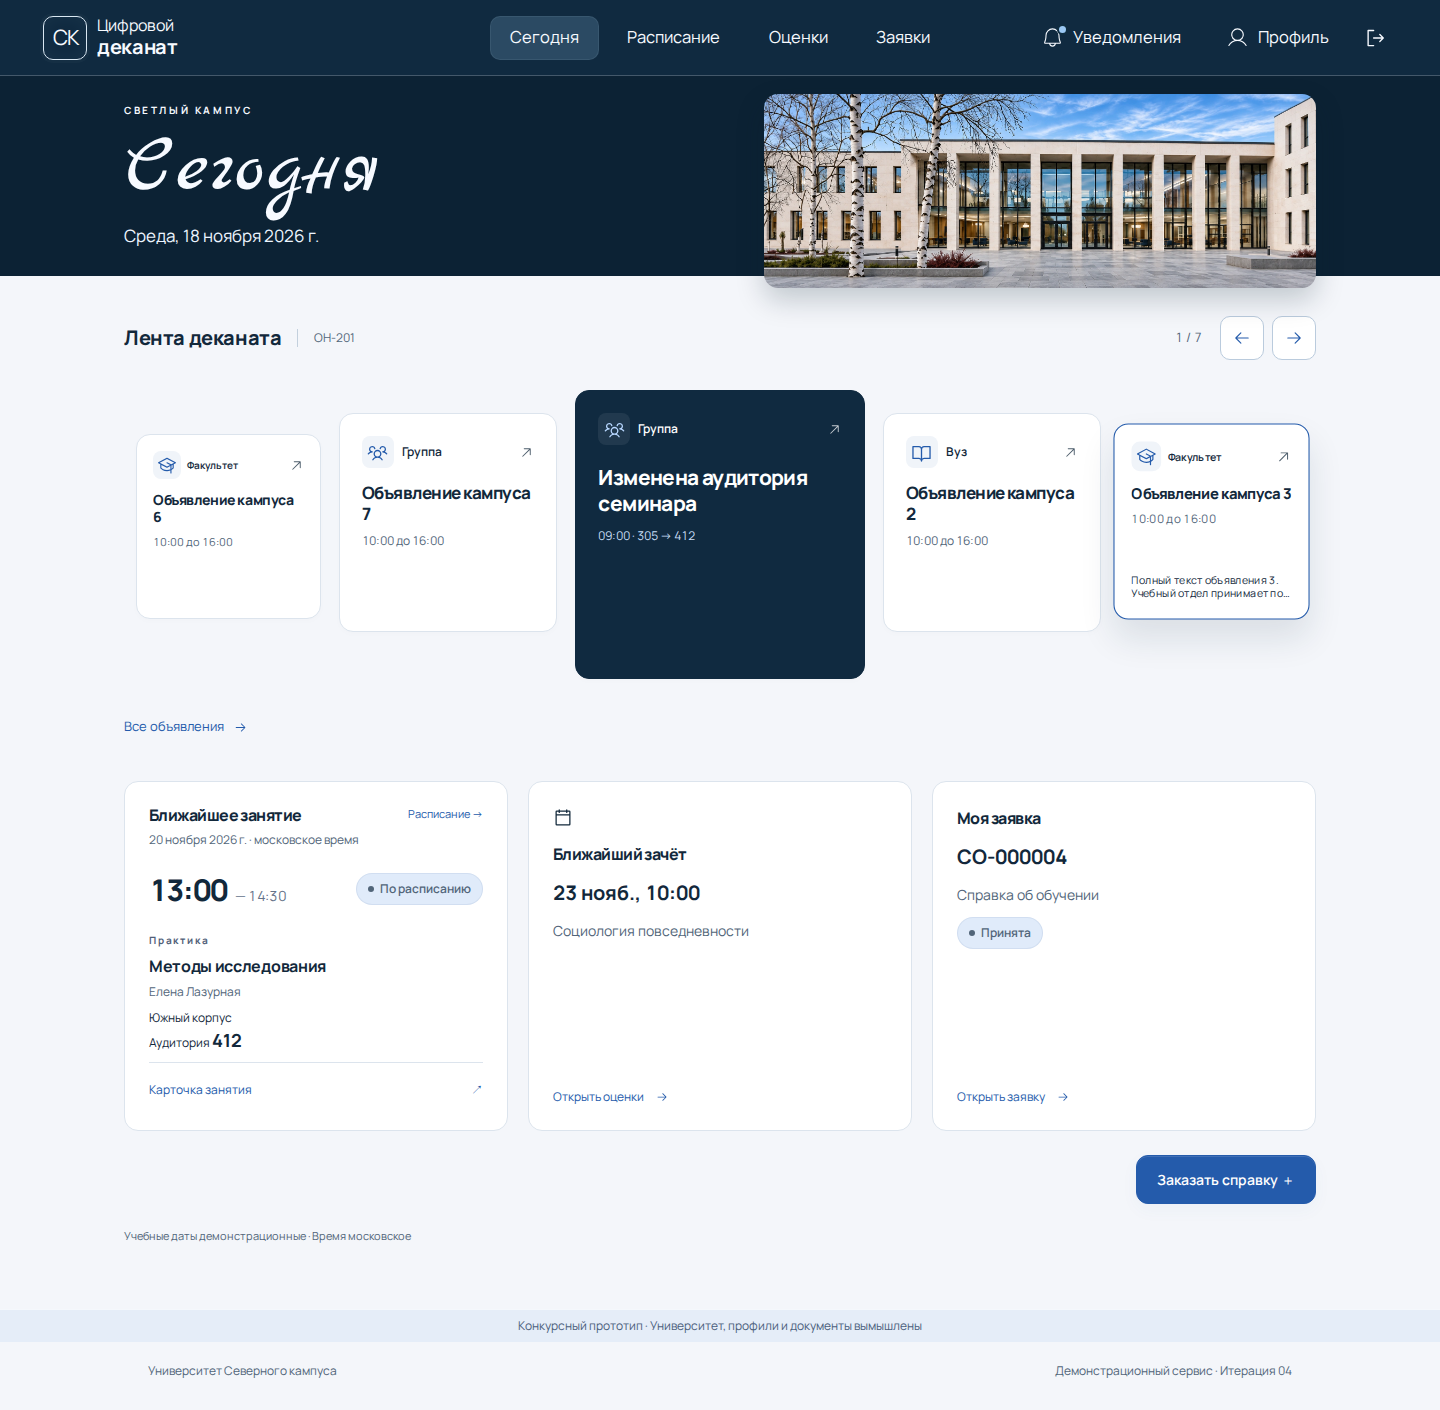 СК
Цифровой
деканат
Сегодня
Расписание
Оценки
Заявки
Уведомления
Профиль
СВЕТЛЫЙ КАМПУС
Сегодня
Среда, 18 ноября 2026 г.
Лента деканата
ОН-201
1 / 7
Факультет
Объявление кампуса
6
10:00 до 16:00
Группа
Объявление кампуса
7
10:00 до 16:00
Группа
Изменена аудитория
семинара
09:00 · 305 → 412
Вуз
Объявление кампуса
2
10:00 до 16:00
Факультет
Объявление кампуса 3
10:00 до 16:00
Полный текст объявления 3.
Учебный отдел принимает по...
Все объявления →
Ближайшее занятие
Расписание →
20 ноября 2026 г. · московское время
13:00 – 14:30
По расписанию
Практика
Методы исследования
Елена Лазурная
Южный корпус
Аудитория 412
Карточка занятия ↗
Ближайший зачёт
23 нояб., 10:00
Социология повседневности
Открыть оценки →
Моя заявка
СО-000004
Справка об обучении
Принята
Открыть заявку →
Заказать справку +
Учебные даты демонстрационные · Время московское
Конкурсный прототип · Университет, профили и документы вымышлены
Университет Северного кампуса
Демонстрационный сервис · Итерация 04